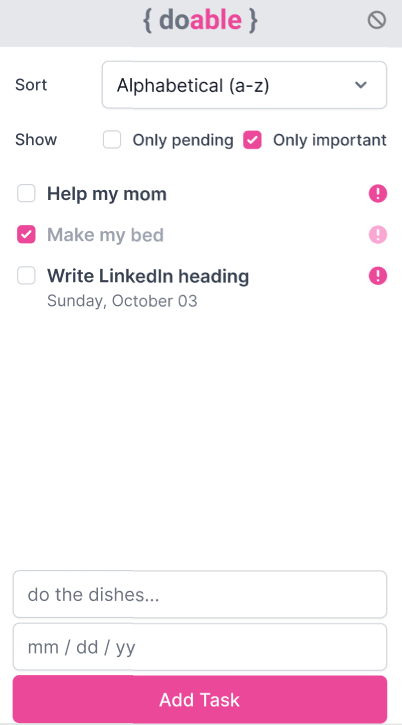 { doable }
Sort
Alphabetical (a-z)
Show
Only pending
Only important
Help my mom
Make my bed
Write LinkedIn heading
Sunday, October 03
do the dishes...
mm / dd / yy
Add Task